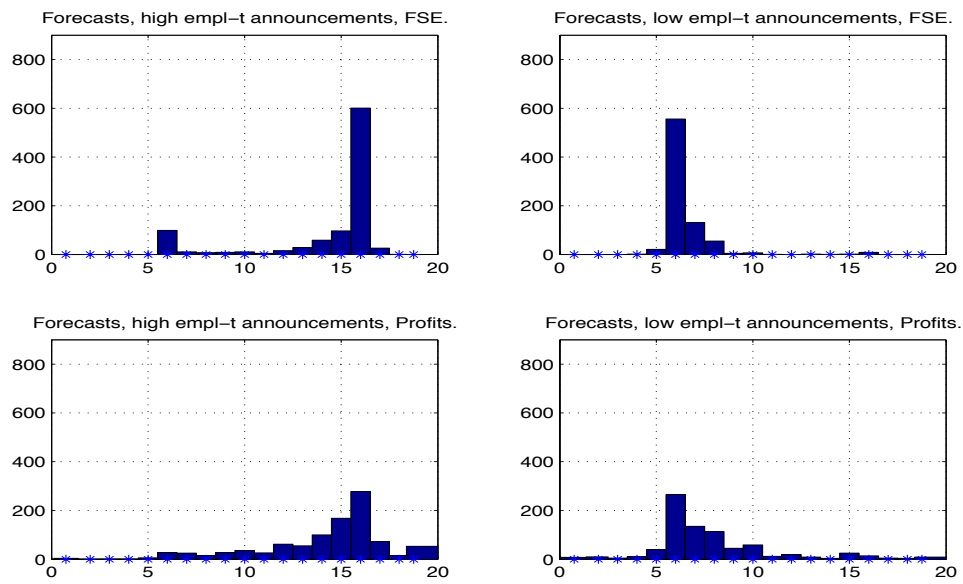 Forecasts, high empl−t announcements, FSE.
800
600
400
200
0
0 5 10 15 20
Forecasts, low empl−t announcements, FSE.
800
600
400
200
0
0 5 10 15 20
Forecasts, high empl−t announcements, Profits.
800
600
400
200
0
0 5 10 15 20
Forecasts, low empl−t announcements, Profits.
800
600
400
200
0
0 5 10 15 20